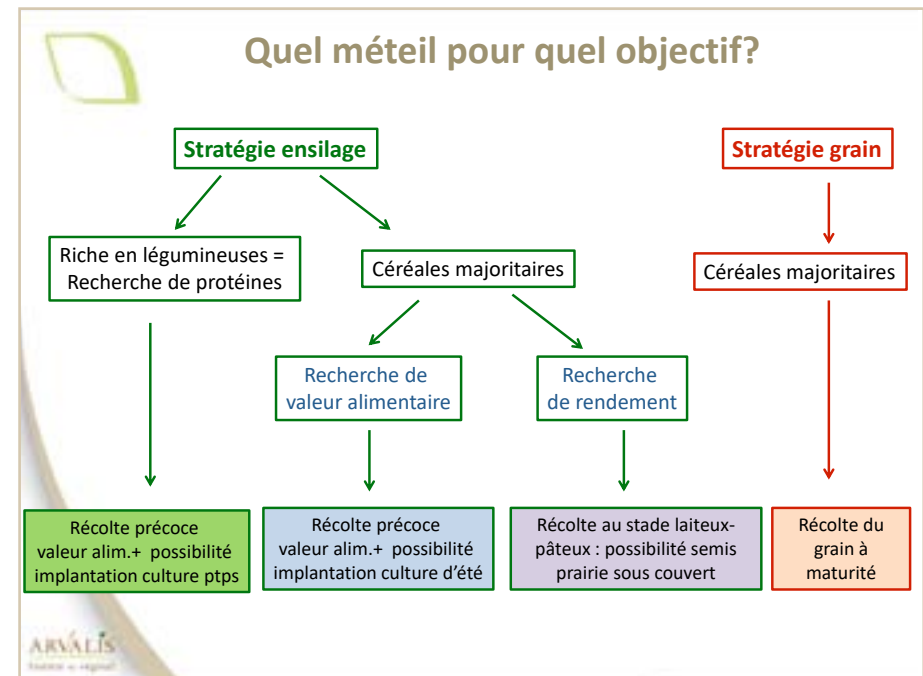 Quel méteil pour quel objectif?
Stratégie ensilage
Stratégie grain
Riche en légumineuses =
Recherche de protéines
Céréales majoritaires
Céréales majoritaires
Recherche de
valeur alimentaire
Recherche
de rendement
Récolte précoce
valeur alim.+ possibilité
implantation culture ptps
Récolte précoce
valeur alim.+ possibilité
implantation culture d'été
Récolte au stade laiteux-
pâteux : possibilité semis
prairie sous couvert
Récolte du
grain à
maturité
ARVALIS